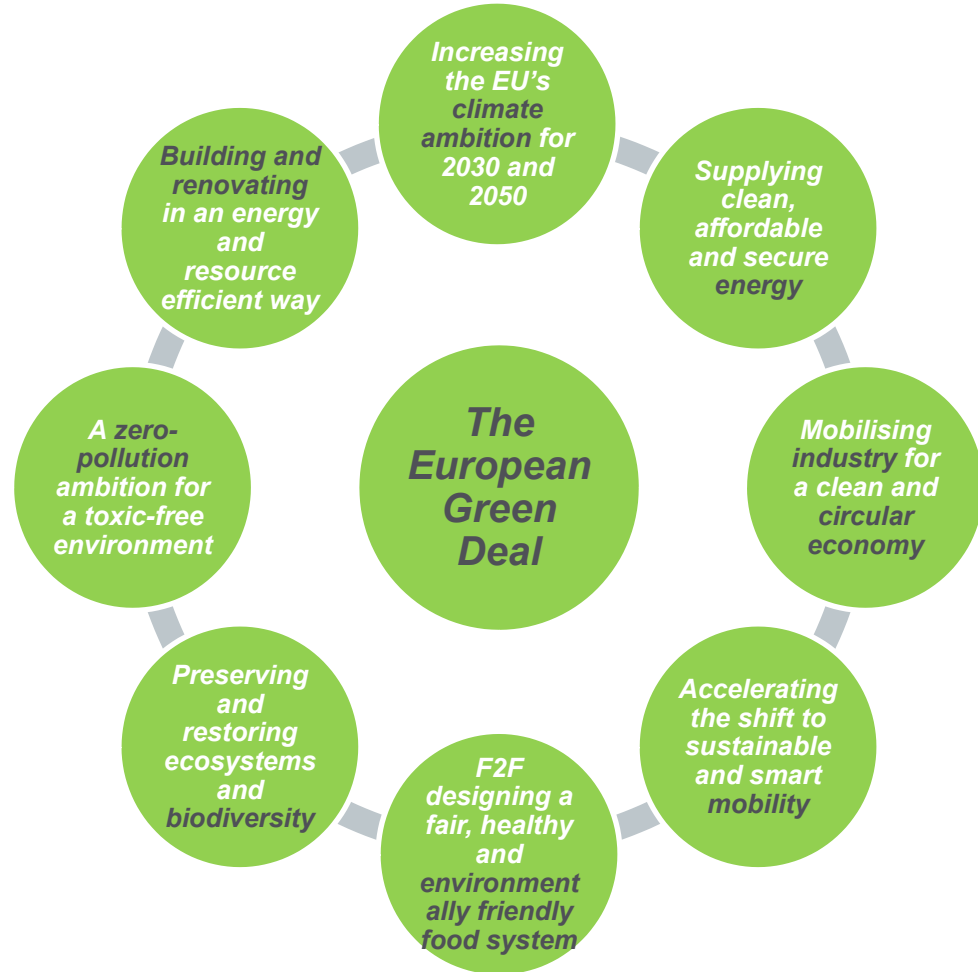 Increasing
the EU's
climate
ambition for
2030 and
2050
Supplying
clean,
affordable
and secure
energy
Mobilising
industry for
a clean and
circular
economy
Accelerating
the shift to
sustainable
and smart
mobility
F2F
designing a
fair, healthy
and
environment
ally friendly
food system
Preserving
and
restoring
ecosystems
and
biodiversity
A zero-
pollution
ambition for
a toxic-free
environment
Building and
renovating
in an energy
and
resource
efficient way
The
European
Green
Deal